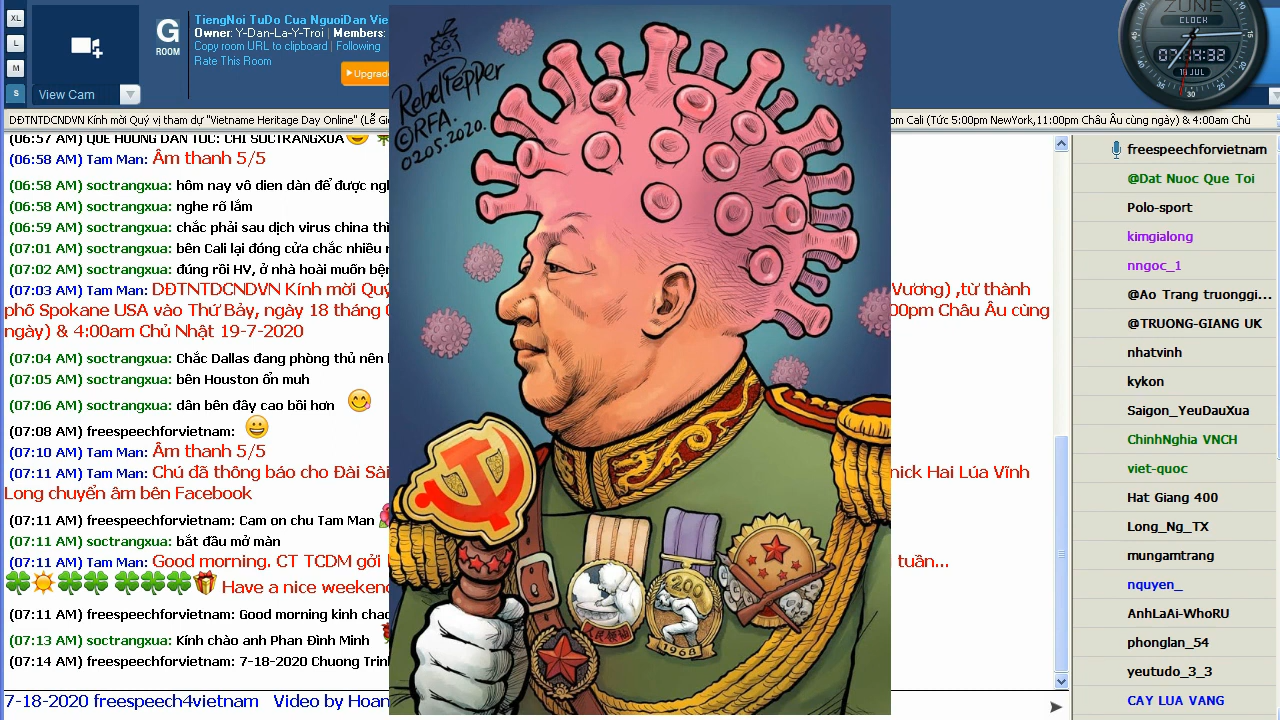 XL
L
M
S
View Cam
G
ROOM
TiengNoi TuDo Cua NguoiDan Vie
Owner: Y-Dan-La-Y-Troi | Members:
Copy room URL to clipboard | Following
Rate This Room
Upgrade
ZUNE
CLOCK
DĐTNTDCNDVN Kính mời Quý vị tham dự "Vietname Heritage Day Online" (Lễ Gi
om Cali (Tức 5:00pm NewYork,11:00pm Châu Âu cùng ngày) & 4:00am Chủ
(06:57 AM) QUE HUONG DAN TOC: CHI SOCTRANGXUA
(06:58 AM) Tam Man: Âm thanh 5/5
(06:58 AM) soctrangxua: hôm nay vô dien dàn để được ngh
(06:58 AM) soctrangxua: nghe rõ lắm
(06:59 AM) soctrangxua: chắc phải sau dịch virus china thì
(07:01 AM) soctrangxua: bên Cali lại đóng cửa chắc nhiều n
(07:02 AM) soctrangxua: đúng rồi HV, ở nhà hoài muốn bện
(07:03 AM) Tam Man: DĐTNTDCNDVN Kính mời Quý
Vương) ,từ thành
phố Spokane USA vào Thứ Bảy, ngày 18 tháng
00pm Châu Âu cùng
ngày) & 4:00am Chủ Nhật 19-7-2020
(07:04 AM) soctrangxua: Chắc Dallas đang phòng thủ nên
(07:05 AM) soctrangxua: bên Houston ổn muh
(07:06 AM) soctrangxua: dân bên đây cao bồi hơn
(07:08 AM) freespeechforvietnam:
(07:10 AM) Tam Man: Âm thanh 5/5
(07:11 AM) Tam Man: Chú đã thông báo cho Đài Sài
nick Hai Lúa Vĩnh
Long chuyển âm bên Facebook
(07:11 AM) freespeechforvietnam: Cam on chu Tam Man
(07:11 AM) soctrangxua: bắt đầu mở màn
(07:11 AM) Tam Man: Good morning. CT TCDM gởi
tuần...
Have a nice weekend
(07:11 AM) freespeechforvietnam: Good morning kinh chao
(07:13 AM) soctrangxua: Kính chào anh Phan Đình Minh
(07:14 AM) freespeechforvietnam: 7-18-2020 Chuong Trinh
7-18-2020 freespeech4vietnam Video by Hoan
RebelPepper
©RFA.
0205.2020.
200
1968
freespeechforvietnam
@Dat Nuoc Que Toi
Polo-sport
kimgialong
nngoc_1
@Ao Trang truonggi...
@TRUONG-GIANG UK
nhatvinh
kykon
Saigon_YeuDauXua
ChinhNghia VNCH
viet-quoc
Hat Giang 400
Long_Ng_TX
mungamtrang
nquyen_
AnhLaAi-WhoRU
phonglan_54
yeutudo_3_3
CAY LUA VANG